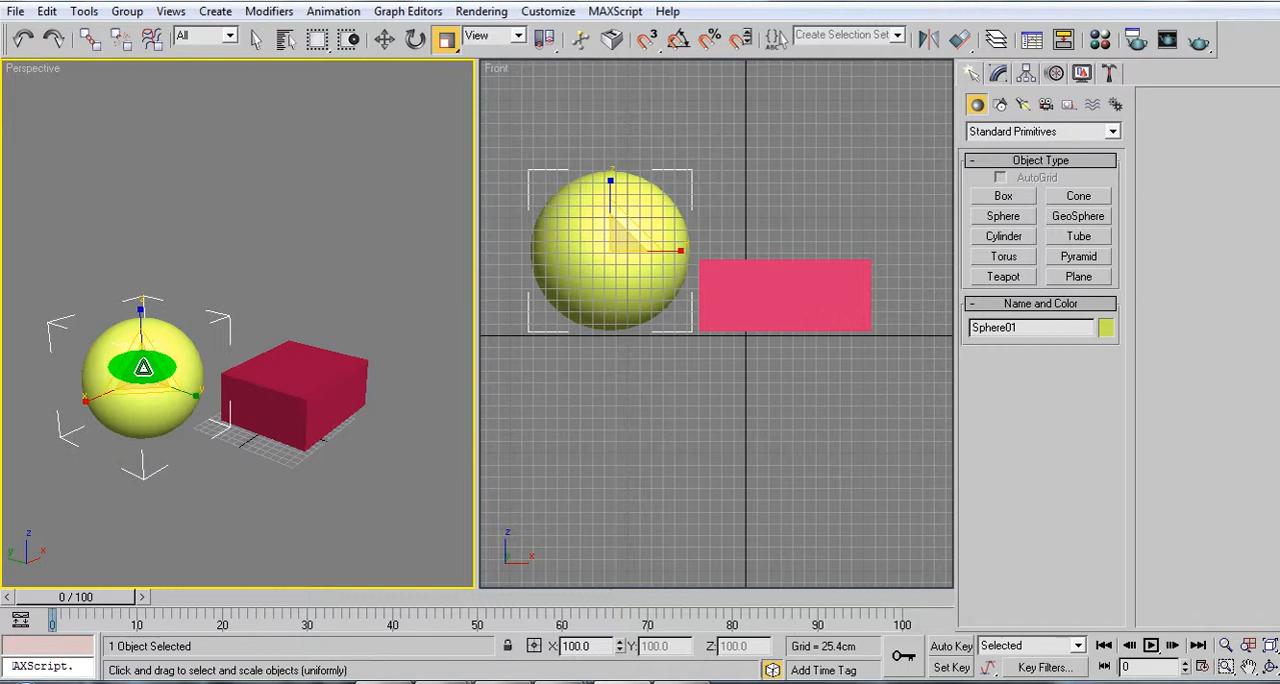 File Edit Tools Group Views Create Modifiers Animation Graph Editors Rendering Customize MAXScript Help
All View 3 % ABC Create Selection Set
Perspective
Front
Standard Primitives
- Object Type
AutoGrid
Box Cone
Sphere GeoSphere
Cylinder Tube
Torus Pyramid
Teapot Plane
- Name and Color
Sphere01
z
z
x
y
z
y x
z
x
< 0 / 100 >
0 10 20 30 40 50 60 70 80 90 100
1 Object Selected X: 100.0 Y: 100.0 Z: 100.0 Grid = 25.4cm Auto Key Selected
MAXScript. Click and drag to select and scale objects (uniformly) Add Time Tag Set Key Key Filters... 0